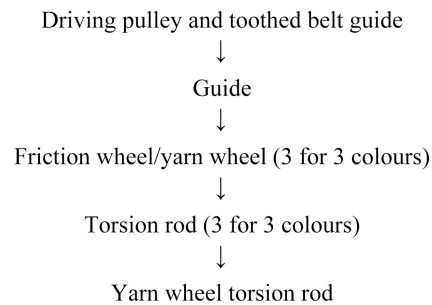 Driving pulley and toothed belt guide
↓
Guide
↓
Friction wheel/yarn wheel (3 for 3 colours)
↓
Torsion rod (3 for 3 colours)
↓
Yarn wheel torsion rod